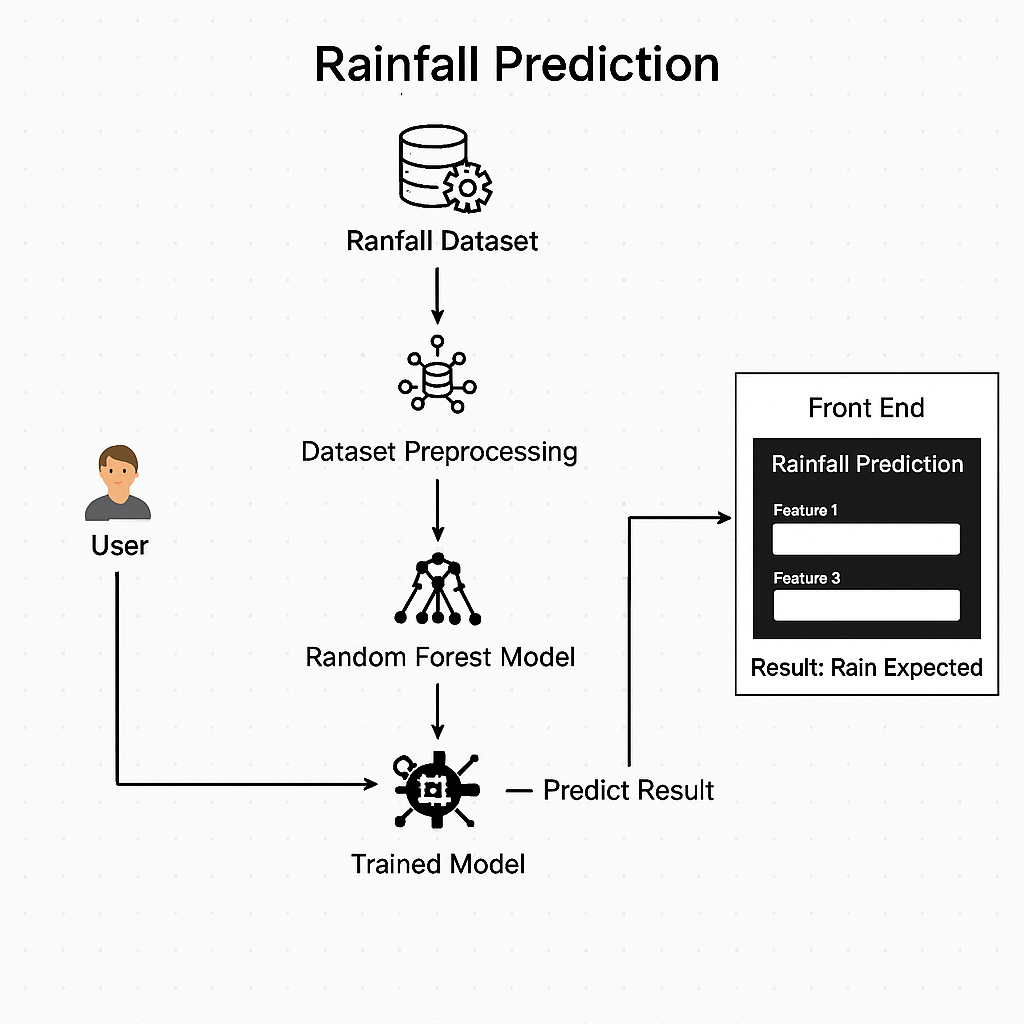 Rainfall Prediction
Ranfall Dataset
Dataset Preprocessing
User
Random Forest Model
Trained Model
Predict Result
Front End
Rainfall Prediction
Feature 1
Feature 3
Result: Rain Expected